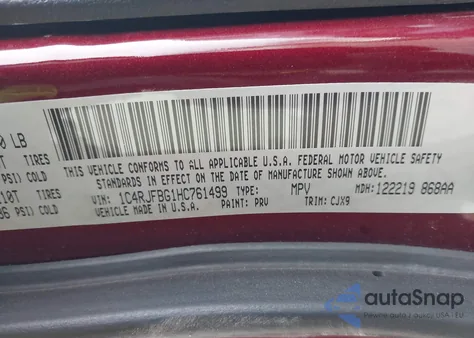 0 LB
T TIRES
PSI) COLD
10T TIRES
36 PSI) COLD
THIS VEHICLE CONFORMS TO ALL APPLICABLE U.S.A. FEDERAL MOTOR VEHICLE SAFETY
STANDARDS IN EFFECT ON THE DATE OF MANUFACTURE SHOWN ABOVE.
VIN: 1C4RJFBG1HC761499 TYPE: MPV MDH: 122219 868AA
VEHICLE MADE IN U.S.A. PAINT: PRV TRIM: CJX9
autoSnap